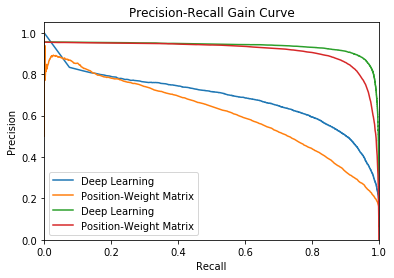 Precision-Recall Gain Curve
1.0
0.8
0.6
0.4
0.2
0.0
Precision
Deep Learning
Position-Weight Matrix
Deep Learning
Position-Weight Matrix
0.0 0.2 0.4 0.6 0.8 1.0
Recall